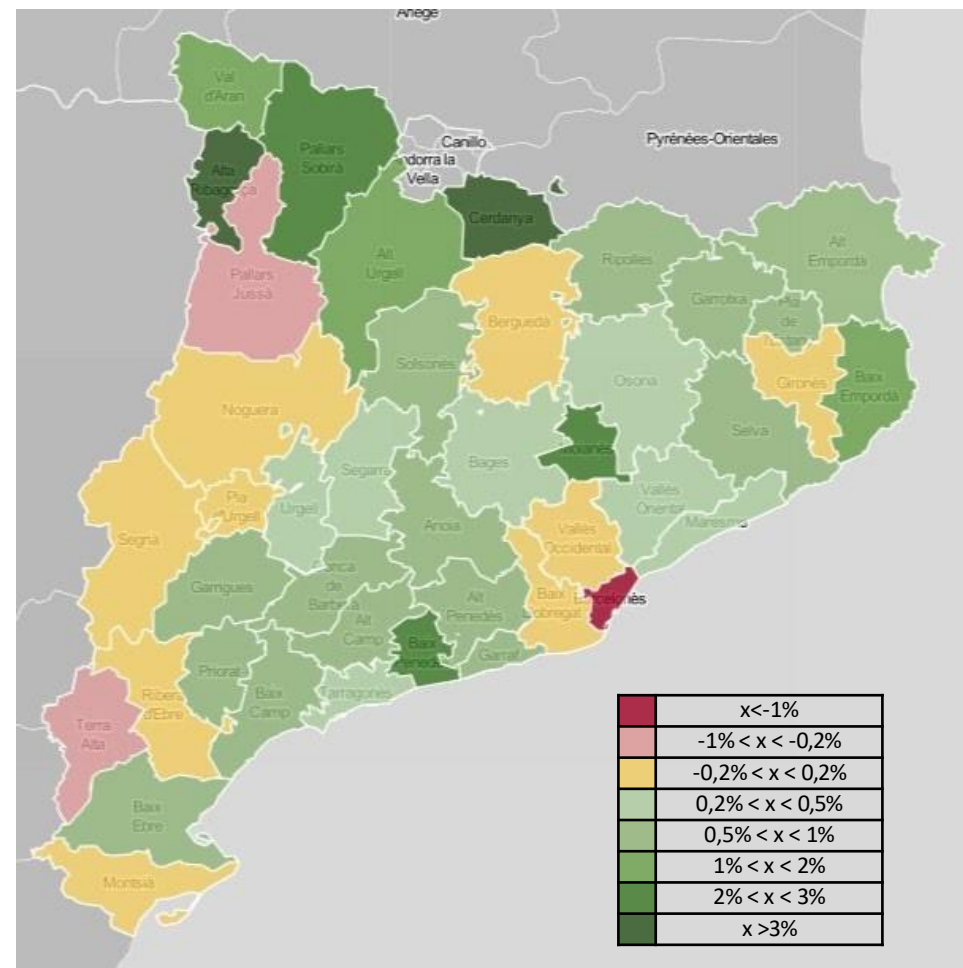 Ariège
Val
d'Aran
Pallars
Sobirà
Canillo
ndorra la
Vella
Pyrénées-Orientales
Alta
Ribagorça
Cerdanya
Alt
Urgell
Ripollès
Alt
Empordà
Pallars
Jussà
Garrotxa
Pla
de
Berguedà
Solsonès
Osona
Gironès
Baix
Empordà
Noguera
Selva
Moianès
Segarra
Bages
Pla
d'Urgell
Urgell
Vallès
Oriental
Maresme
Anoia
Segrià
Vallès
Occidental
Garrigues
Conca
de
Barberà
Baix
Llobregat
Barcelonès
Alt
Penedès
Alt
Camp
Baix
Penedès
Garraf
Priorat
Ribera
d'Ebre
Baix
Camp
Tarragonès
Terra
Alta
Baix
Ebre
Montsià
x<-1%
-1% < x < -0,2%
-0,2% < x < 0,2%
0,2% < x < 0,5%
0,5% < x < 1%
1% < x < 2%
2% < x < 3%
x >3%